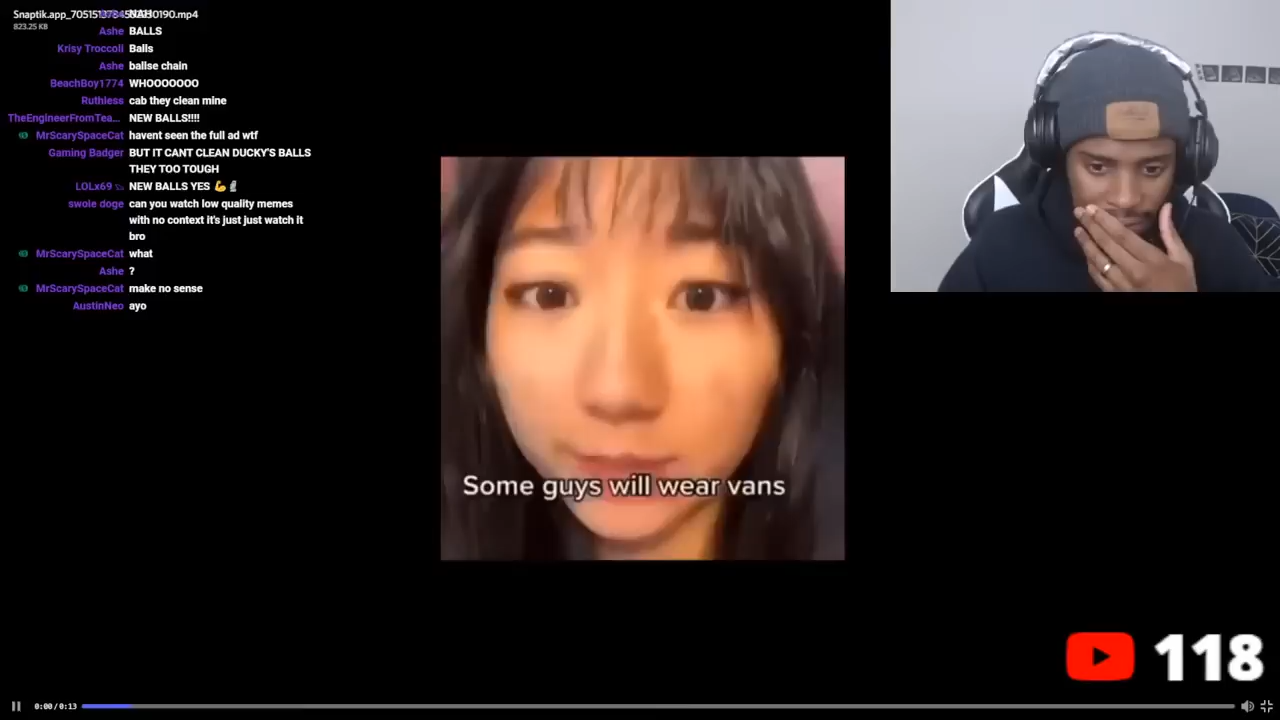 823.25 KB
NAH
Ashe BALLS
Krisy Troccoli Balls
Ashe ballse chain
BeachBoy1774 WHOOOOOOO
Ruthless cab they clean mine
TheEngineerFromTea... NEW BALLS!!!!
MrScarySpaceCat havent seen the full ad wtf
Gaming Badger BUT IT CANT CLEAN DUCKY'S BALLS
THEY TOO TOUGH
LOLx69 NEW BALLS YES 💪🗿
swole doge can you watch low quality memes
with no context it's just just watch it
bro
MrScarySpaceCat what
Ashe ?
MrScarySpaceCat make no sense
AustinNeo ayo
Some guys will wear vans
118
0:00 / 0:13